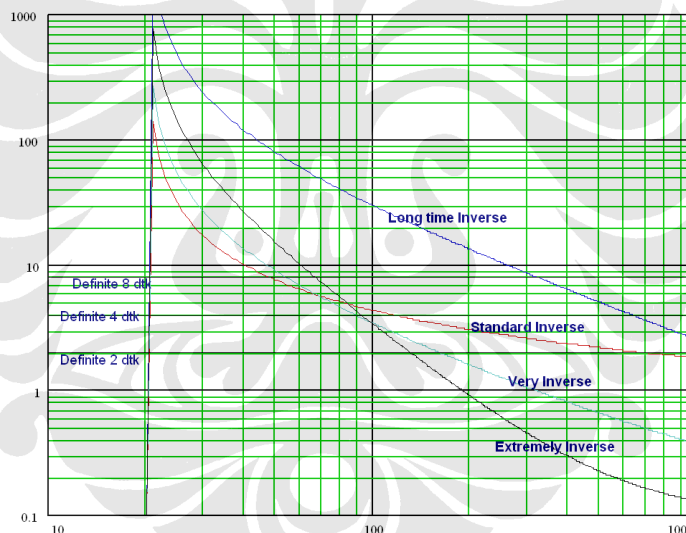 1000
100
Long time Inverse
10
Definite 8 dtk
Definite 4 dtk
Standard Inverse
Definite 2 dtk
Very Inverse
1
Extremely Inverse
0.1
10
100
100